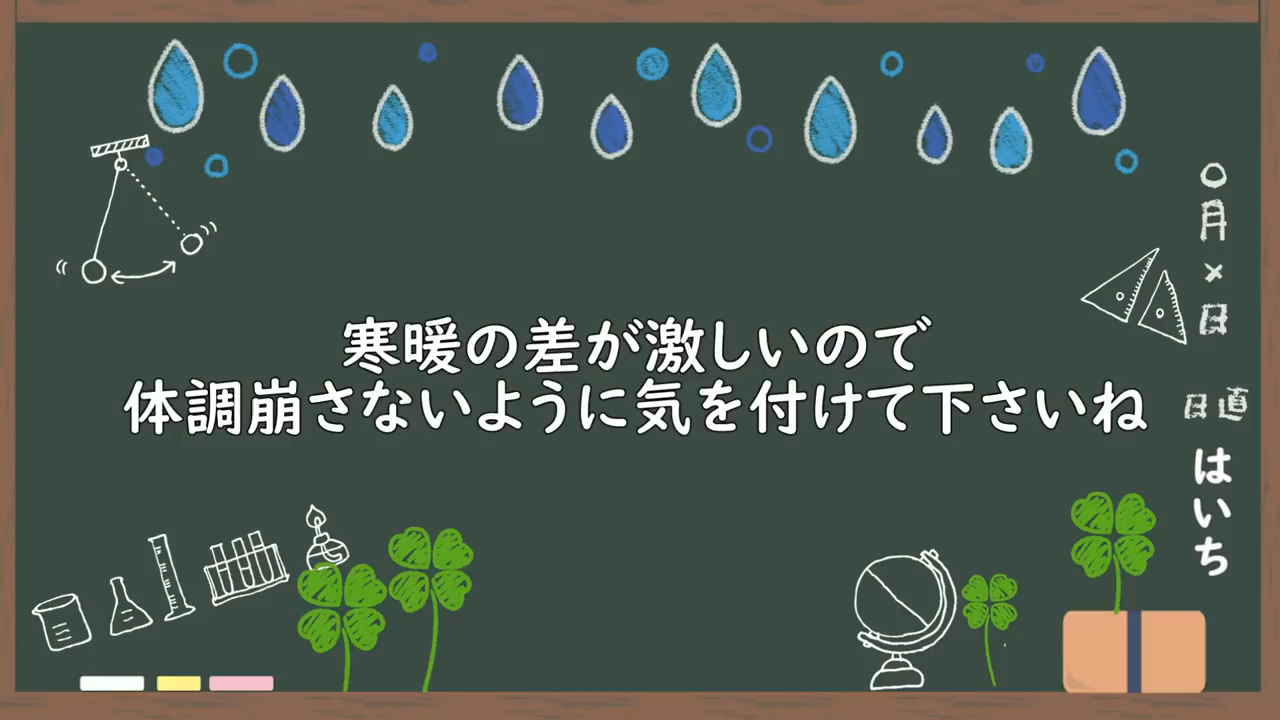 寒暖の差が激しいので
体調崩さないように気を付けて下さいね
〇月×日
日直
はいち